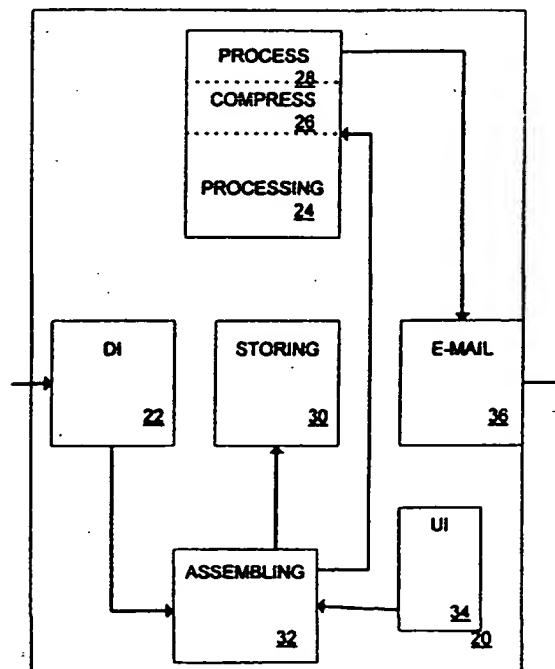 PROCESS
28
COMPRESS
26
PROCESSING
24
DI
22
STORING
30
E-MAIL
36
ASSEMBLING
32
UI
34
20